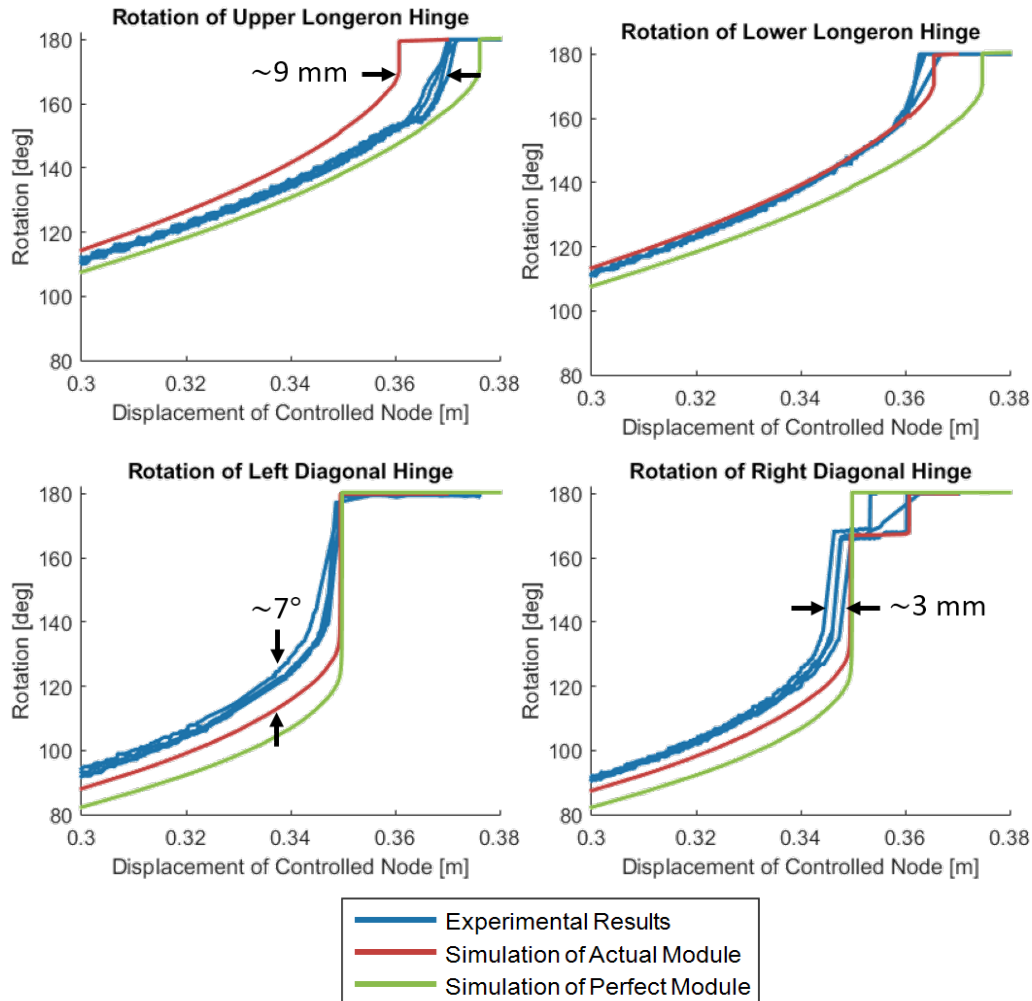 Rotation of Upper Longeron Hinge
180
160
140
120
100
80
Rotation [deg]
~9 mm
0.3 0.32 0.34 0.36 0.38
Displacement of Controlled Node [m]
Rotation of Lower Longeron Hinge
180
160
140
120
100
80
Rotation [deg]
0.3 0.32 0.34 0.36 0.38
Displacement of Controlled Node [m]
Rotation of Left Diagonal Hinge
180
160
140
120
100
80
Rotation [deg]
~7°
0.3 0.32 0.34 0.36 0.38
Displacement of Controlled Node [m]
Rotation of Right Diagonal Hinge
180
160
140
120
100
80
Rotation [deg]
~3 mm
0.3 0.32 0.34 0.36 0.38
Displacement of Controlled Node [m]
Experimental Results
Simulation of Actual Module
Simulation of Perfect Module